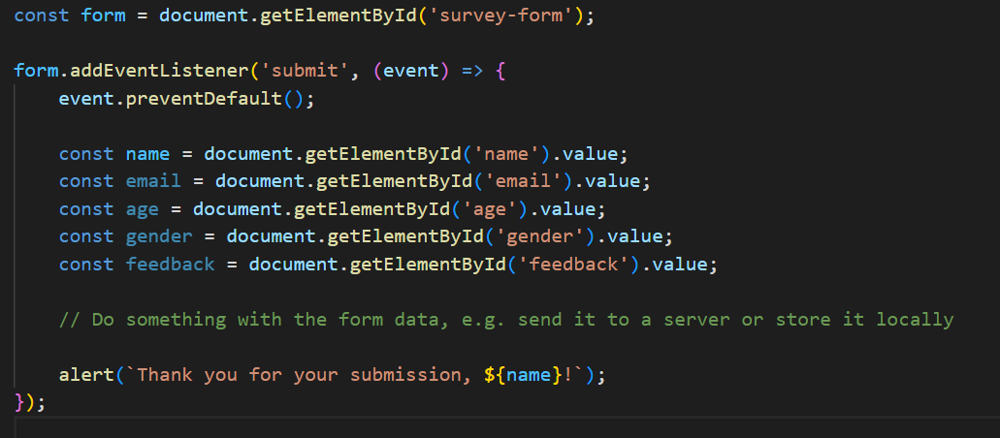 const form = document.getElementById('survey-form');
form.addEventListener('submit', (event) => {
    event.preventDefault();
    const name = document.getElementById('name').value;
    const email = document.getElementById('email').value;
    const age = document.getElementById('age').value;
    const gender = document.getElementById('gender').value;
    const feedback = document.getElementById('feedback').value;
    // Do something with the form data, e.g. send it to a server or store it locally
    alert(`Thank you for your submission, ${name}!`);
});